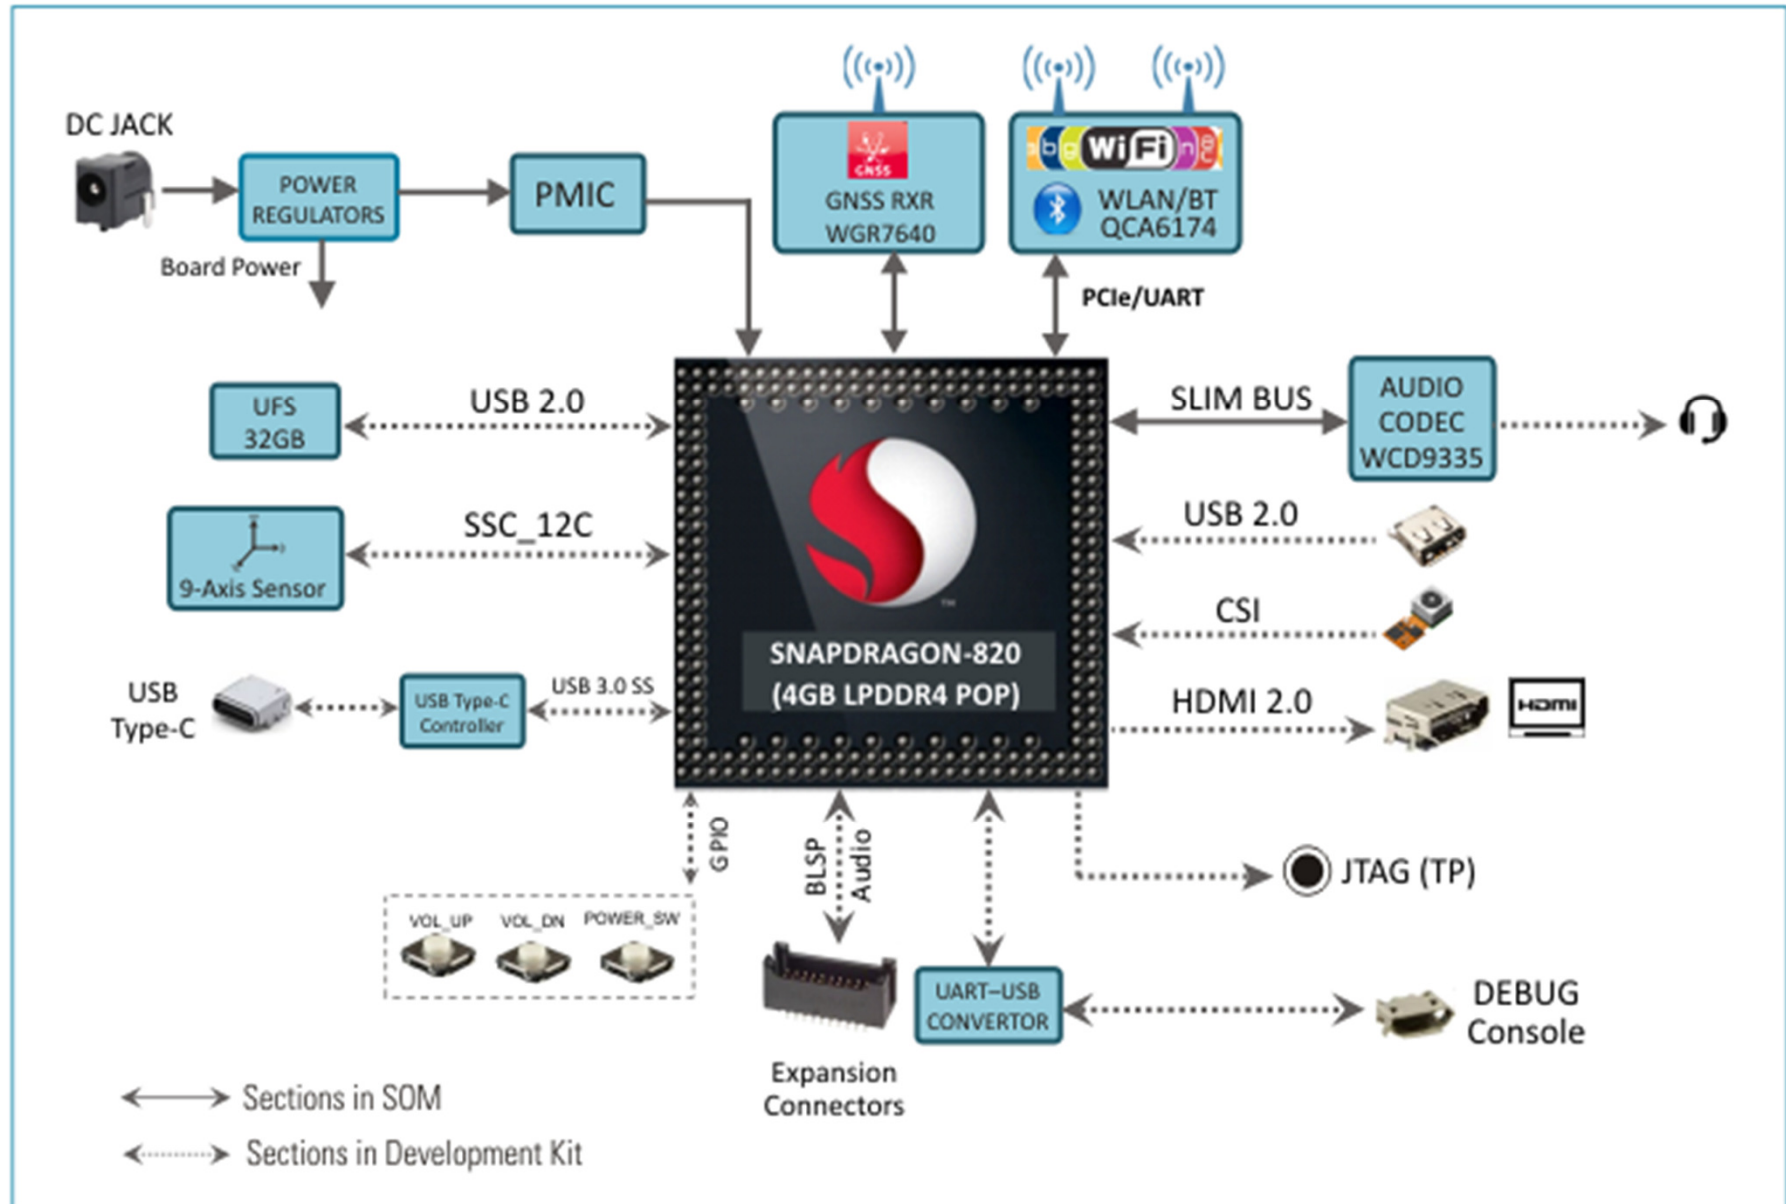 DC JACK
POWER
REGULATORS
Board Power
PMIC
GNSS
GNSS RXR
WGR7640
a b g WiFi n ac
WLAN/BT
QCA6174
PCIe/UART
UFS
32GB
USB 2.0
SLIM BUS
AUDIO
CODEC
WCD9335
9-Axis Sensor
SSC_12C
USB 2.0
CSI
USB
Type-C
USB Type-C
Controller
USB 3.0 SS
TM
SNAPDRAGON-820
(4GB LPDDR4 POP)
HDMI 2.0
HDMI
GPIO
BLSP
Audio
JTAG (TP)
VOL_UP
VOL_DN
POWER_SW
Expansion
Connectors
UART–USB
CONVERTOR
DEBUG
Console
Sections in SOM
Sections in Development Kit